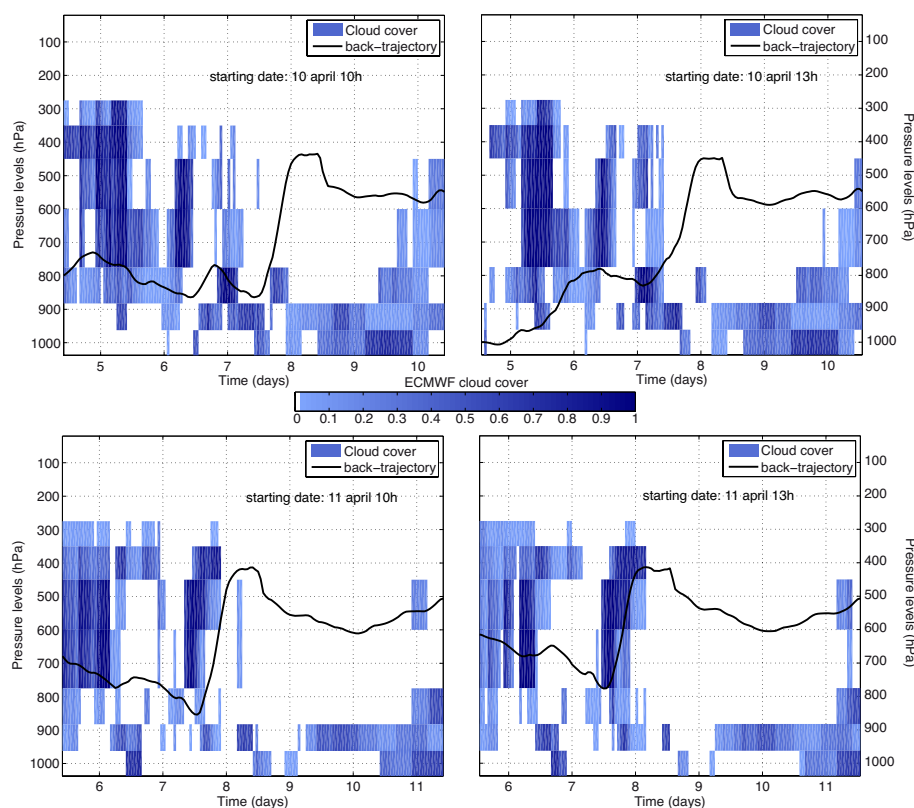 Cloud cover
back-trajectory
starting date: 10 april 10h
100
200
300
400
500
600
700
800
900
1000
Pressure levels (hPa)
5 6 7 8 9 10
Time (days)
Cloud cover
back-trajectory
starting date: 10 april 13h
100
200
300
400
500
600
700
800
900
1000
Pressure levels (hPa)
5 6 7 8 9 10
Time (days)
ECMWF cloud cover
0 0.1 0.2 0.3 0.4 0.5 0.6 0.7 0.8 0.9 1
Cloud cover
back-trajectory
starting date: 11 april 10h
100
200
300
400
500
600
700
800
900
1000
Pressure levels (hPa)
6 7 8 9 10 11
Time (days)
Cloud cover
back-trajectory
starting date: 11 april 13h
100
200
300
400
500
600
700
800
900
1000
Pressure levels (hPa)
6 7 8 9 10 11
Time (days)